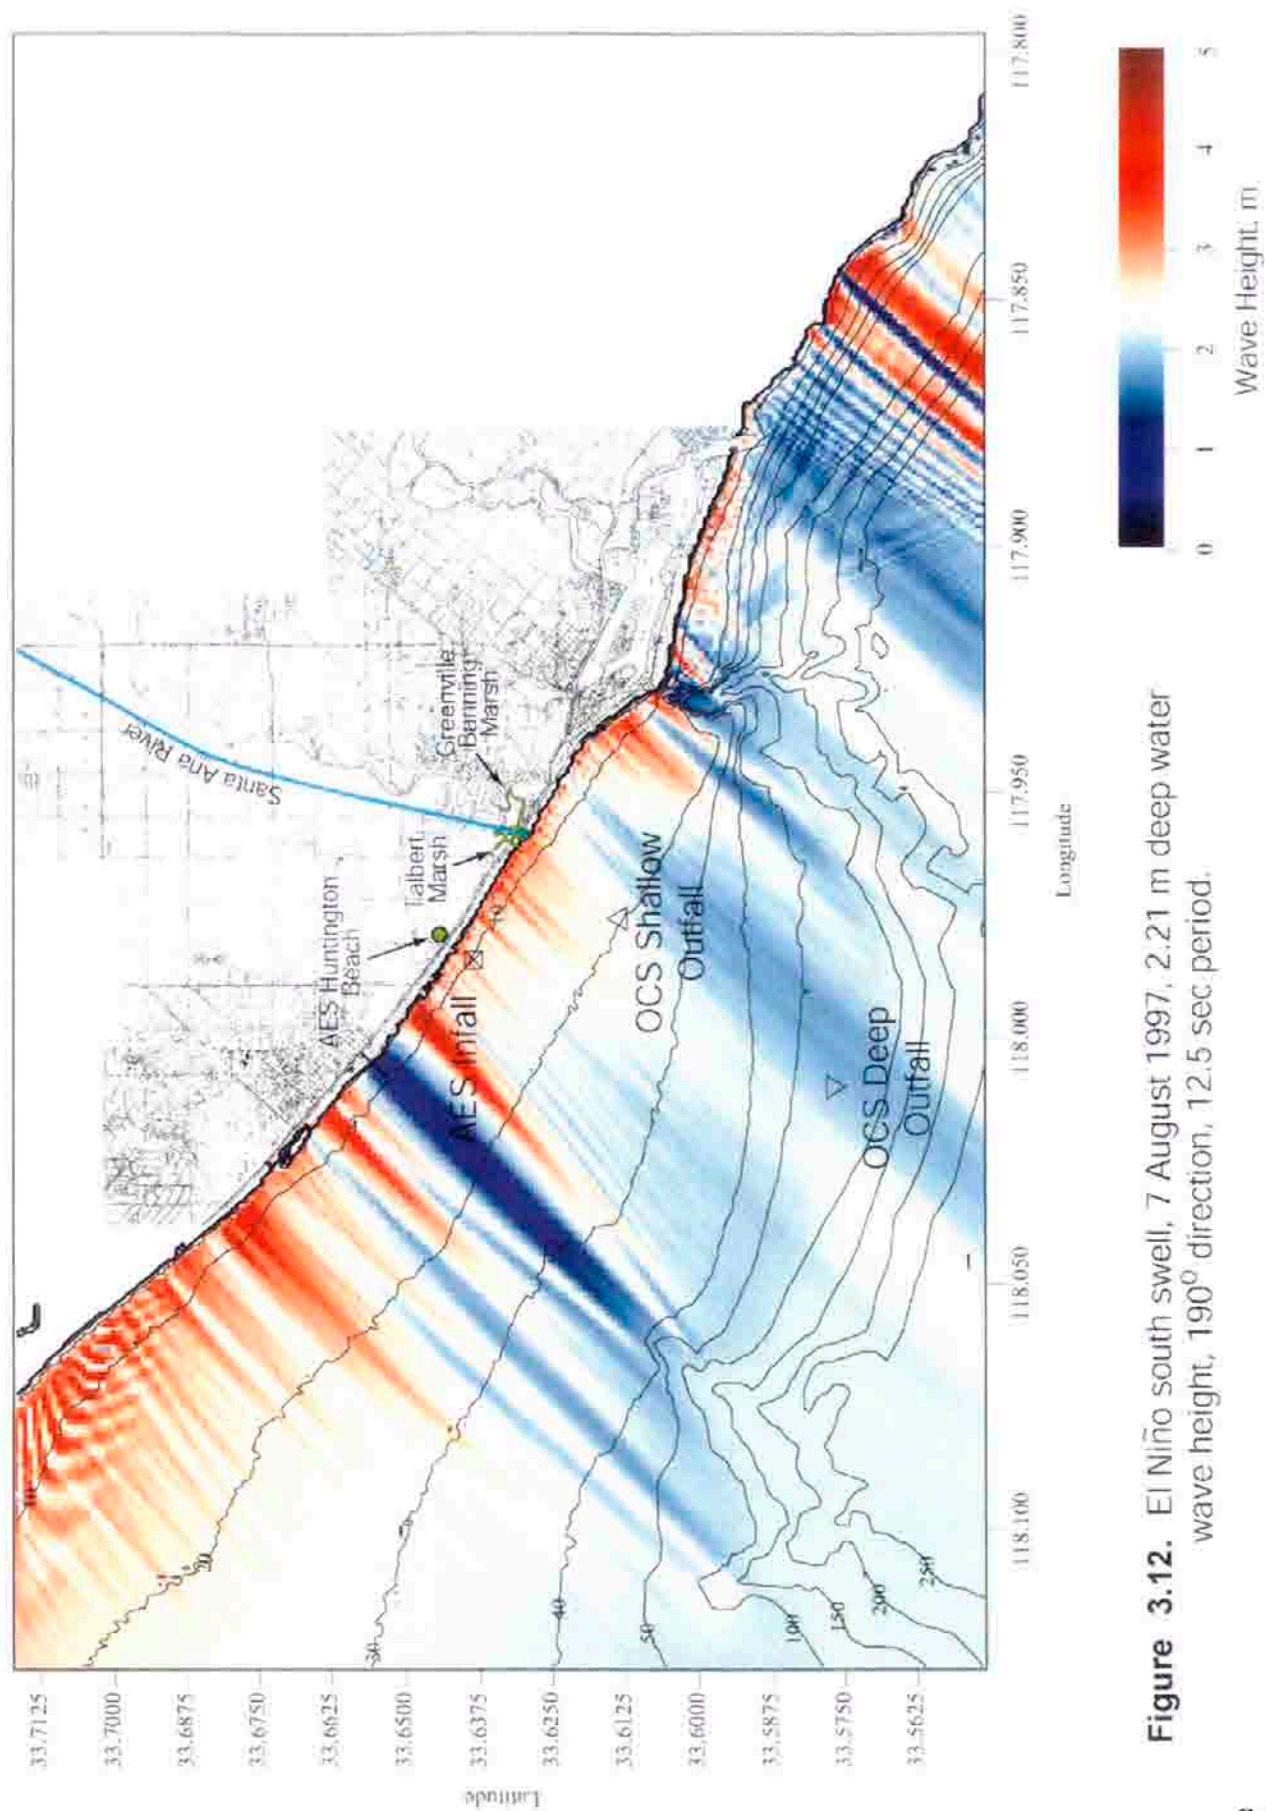 Santa Ana River
Greenville
Banning
Marsh
Talbert
Marsh
AES Huntington
Beach
AES Infall
OCS Shallow
Outfall
OCS Deep
Outfall
10
10
20
30
40
50
100
150
200
250
Latitude
33.7125
33.7000
33.6875
33.6750
33.6625
33.6500
33.6375
33.6250
33.6125
33.6000
33.5875
33.5750
33.5625
118.100
118.050
118.000
117.950
117.900
117.850
117.800
Longitude
0 1 2 3 4 5
Wave Height, m
Figure 3.12. El Niño south swell, 7 August 1997, 2.21 m deep water
wave height, 190⁰ direction, 12.5 sec period.